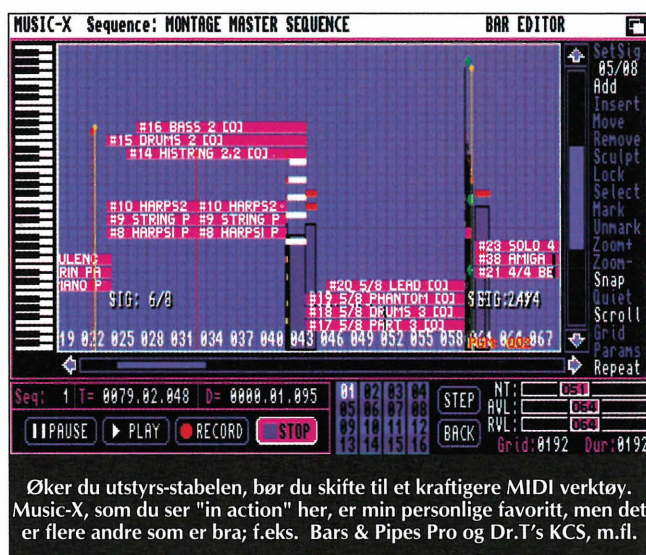 MUSIC-X Sequence: MONTAGE MASTER SEQUENCE BAR EDITOR
SetSig
05/08
Add
Insert
Move
Remove
Sculpt
Lock
Select
Mark
Unmark
Zoom+
Zoom-
Snap
Quiet
Scroll
Grid
Params
Repeat
#16 BASS 2 [O]
#15 DRUMS 2 [O]
#14 HISTRNG 2.2 [O]
#10 HARPS2 #10 HARPS2
#9 STRING P #9 STRING P
#8 HARPSI P #8 HARPSI P
ULENC
RIN PA
IANO P
#23 SOLO 4
#38 AMIGA
#21 4/4 BE
#20 5/8 LEAD [O]
#19 5/8 PHANTOM [O]
#18 5/8 DRUMS 3 [O]
#17 5/8 PART 3 [O]
SIG: 6/8
19 022 025 028 031 034 037 040 043 046 049 052 055 058 064 067
Seq: 1 T= 0079.02.048 D= 0000.01.095
PAUSE PLAY RECORD STOP
01 02 03 04
05 06 07 08
09 10 11 12
13 14 15 16
STEP
BACK
NT: 051
AVL: 064
RVL: 064
Grid:0192 Dur:0192
Øker du utstyrs-stabelen, bør du skifte til et kraftigere MIDI verktøy.
Music-X, som du ser "in action" her, er min personlige favoritt, men det
er flere andre som er bra; f.eks. Bars & Pipes Pro og Dr.T's KCS, m.fl.